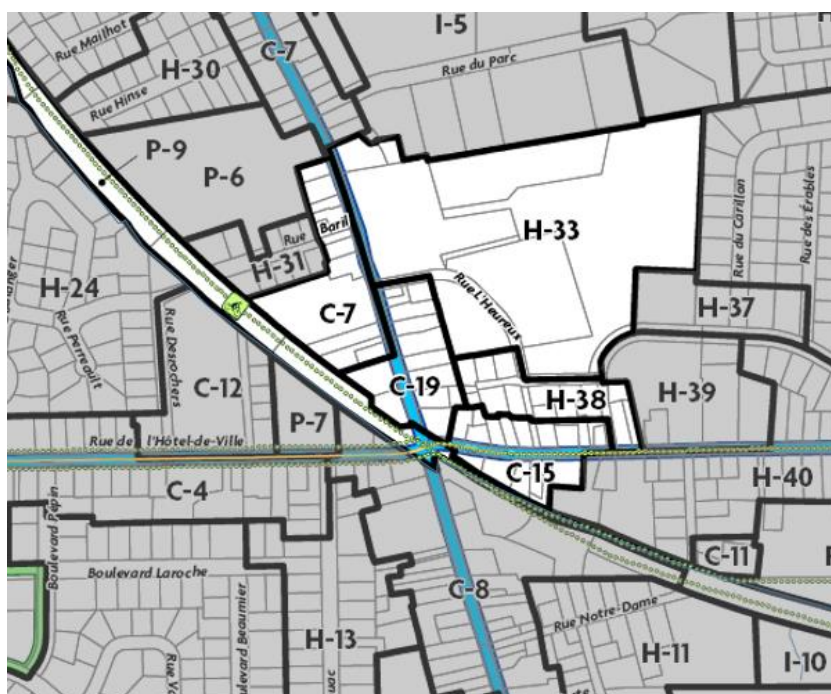 I-5
Rue Mailhot
C-7
H-30
Rue du Parc
Rue Hinse
P-9
P-6
H-33
Rue Baril
H-31
Rue du Carillon
Rue des Érables
H-24
C-7
Rue L'Heureux
H-37
Rue Perreault
Rue Desrochers
C-12
C-19
H-38
H-39
P-7
Rue de l'Hôtel-de-Ville
C-15
C-4
H-40
Boulevard Pépin
C-11
Boulevard Laroche
C-8
Boulevard Beaumier
Rue Notre-Dame
H-13
H-11
I-10